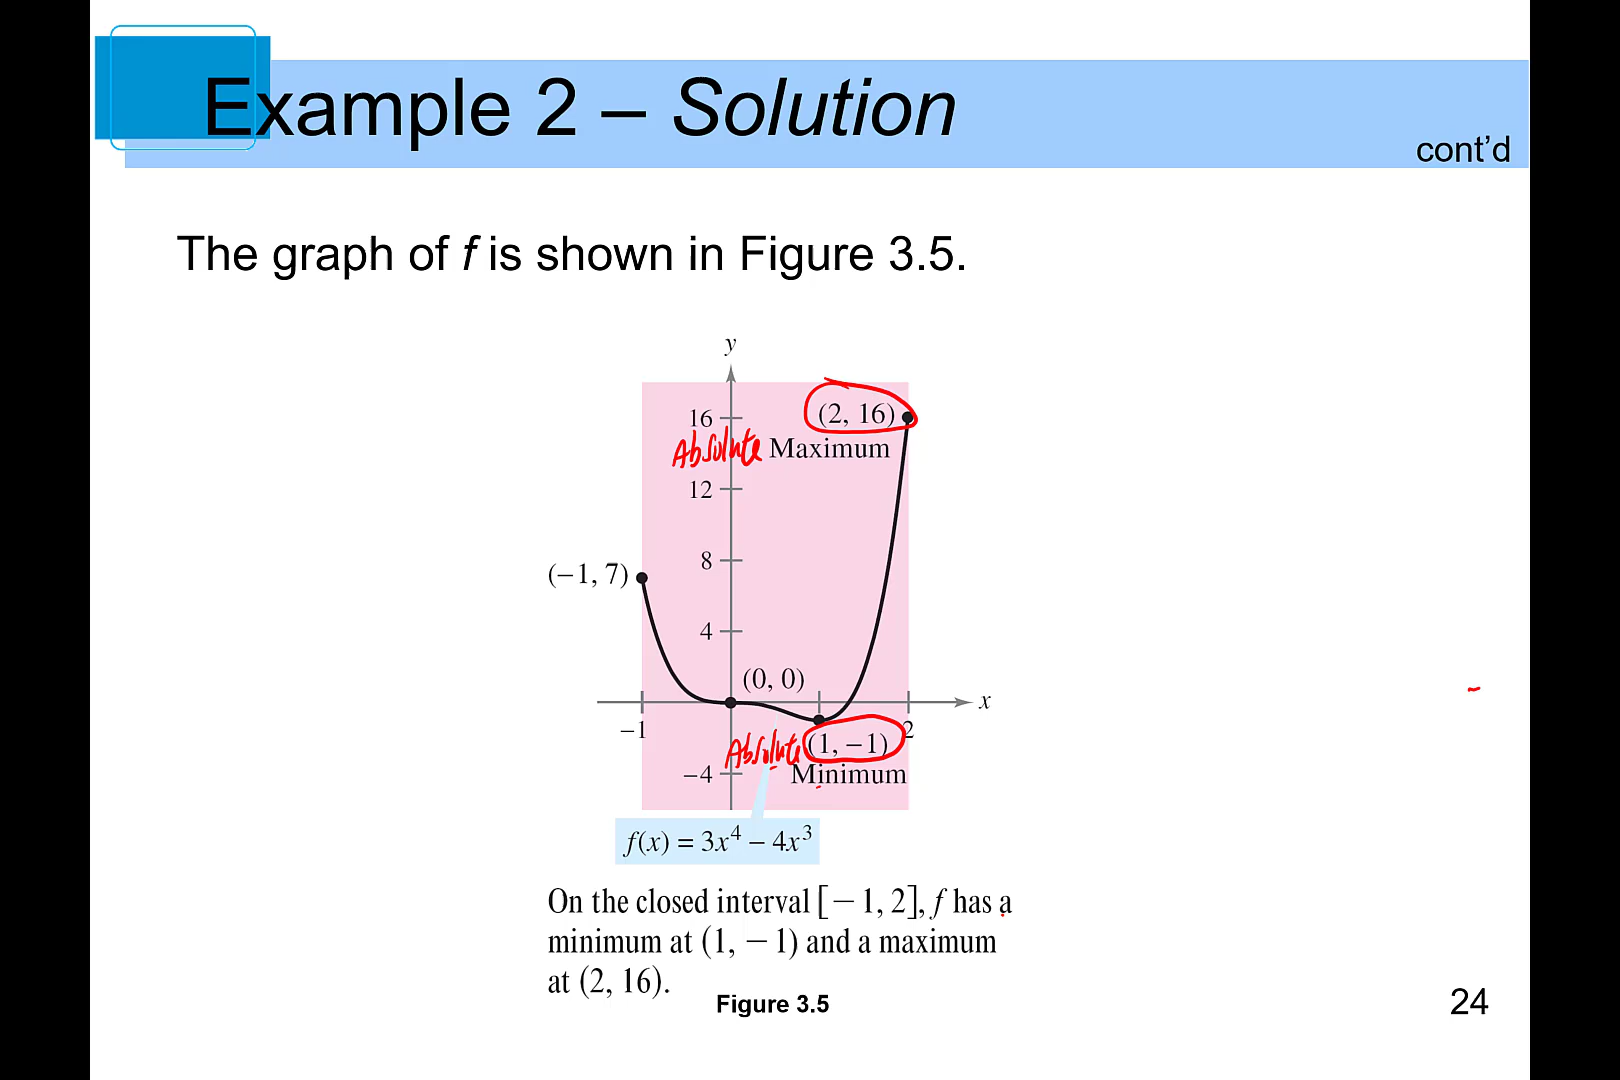 Example 2 – Solution
cont’d
The graph of f is shown in Figure 3.5.
y
16
(2, 16)
Absolute Maximum
12
8
(−1, 7)
4
(0, 0)
x
−1
2
Absolute (1, −1)
−4
Minimum
f(x) = 3x⁴ − 4x³
On the closed interval [−1, 2], f has a
minimum at (1, −1) and a maximum
at (2, 16).
Figure 3.5
24